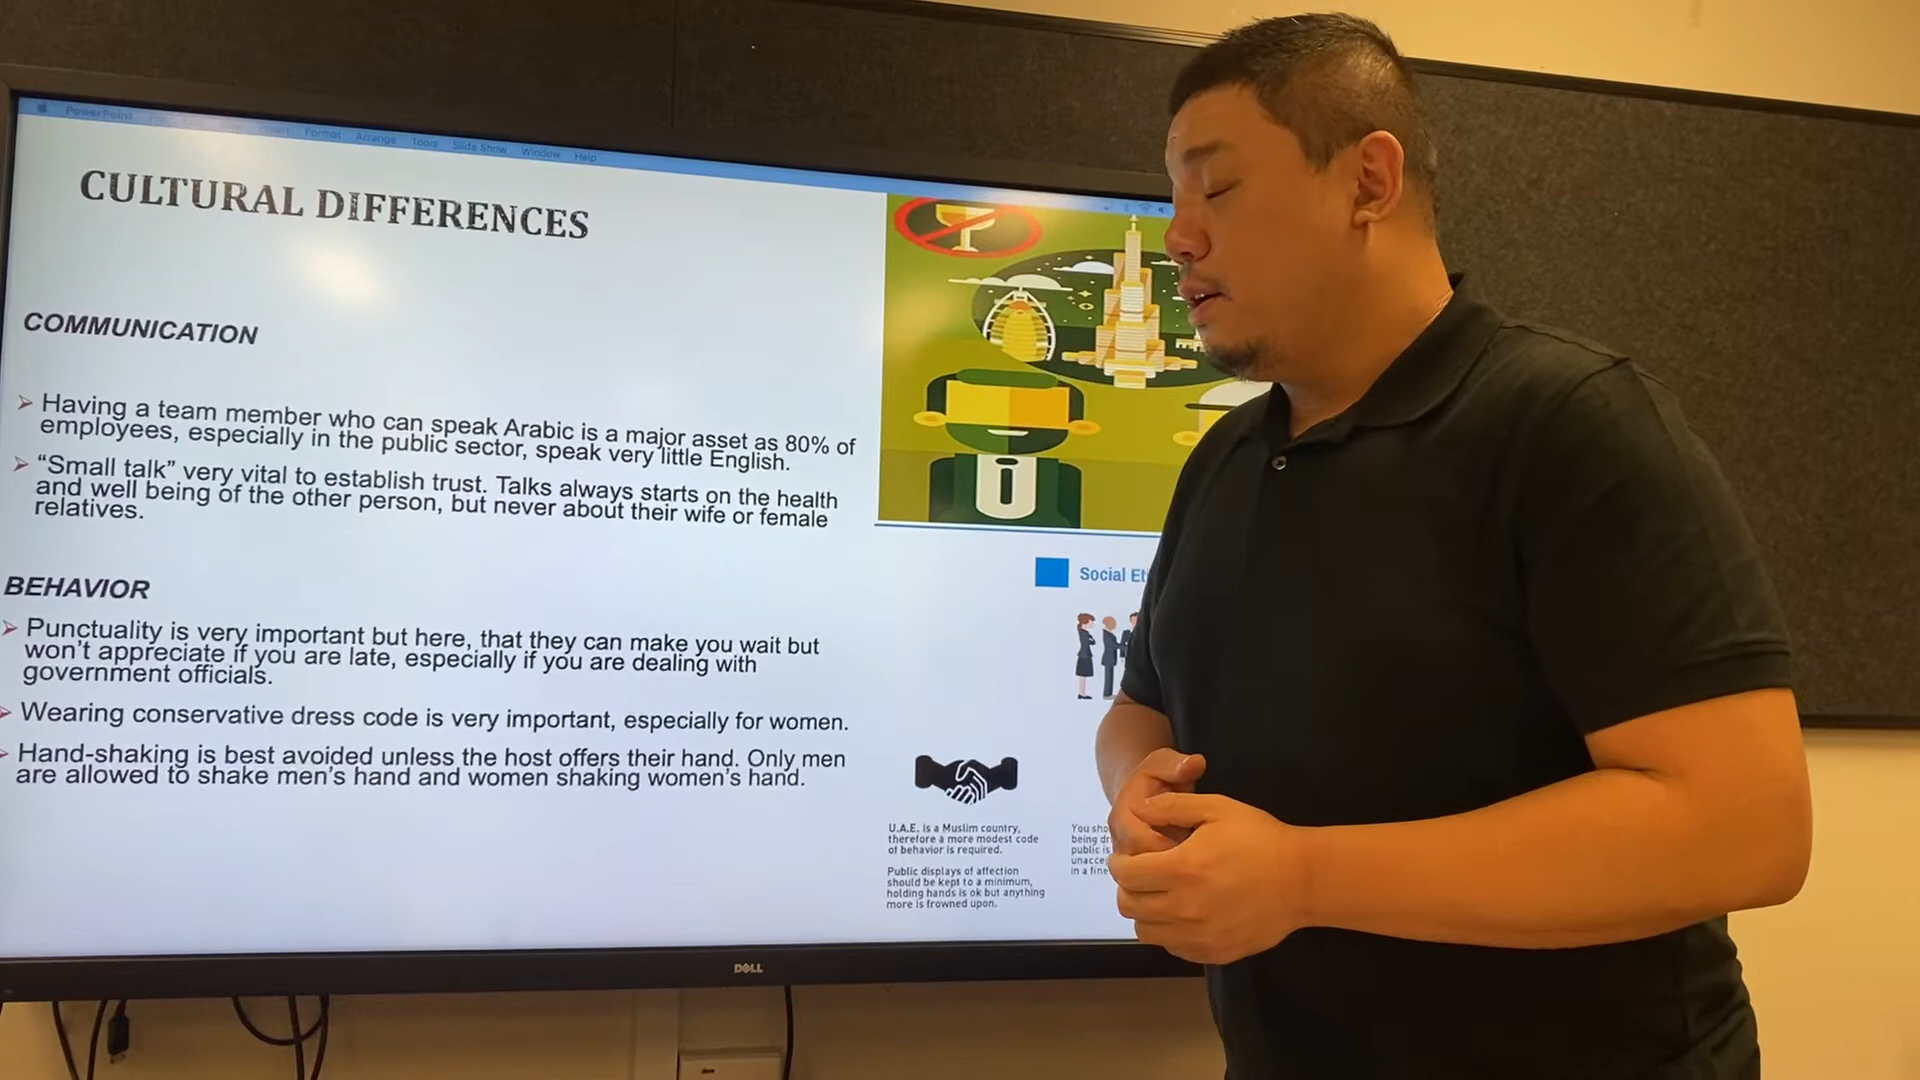 PowerPoint
Insert Format Arrange Tools Slide Show Window Help
CULTURAL DIFFERENCES
COMMUNICATION
Having a team member who can speak Arabic is a major asset as 80% of
employees, especially in the public sector, speak very little English.
“Small talk” very vital to establish trust. Talks always starts on the health
and well being of the other person, but never about their wife or female
relatives.
BEHAVIOR
Punctuality is very important but here, that they can make you wait but
won’t appreciate if you are late, especially if you are dealing with
government officials.
Wearing conservative dress code is very important, especially for women.
Hand-shaking is best avoided unless the host offers their hand. Only men
are allowed to shake men’s hand and women shaking women’s hand.
Social
U.A.E. is a Muslim country,
therefore a more modest code
of behavior is required.
Public displays of affection
should be kept to a minimum,
holding hands is ok but anything
more is frowned upon.
You
being
public is
in a fine
DELL